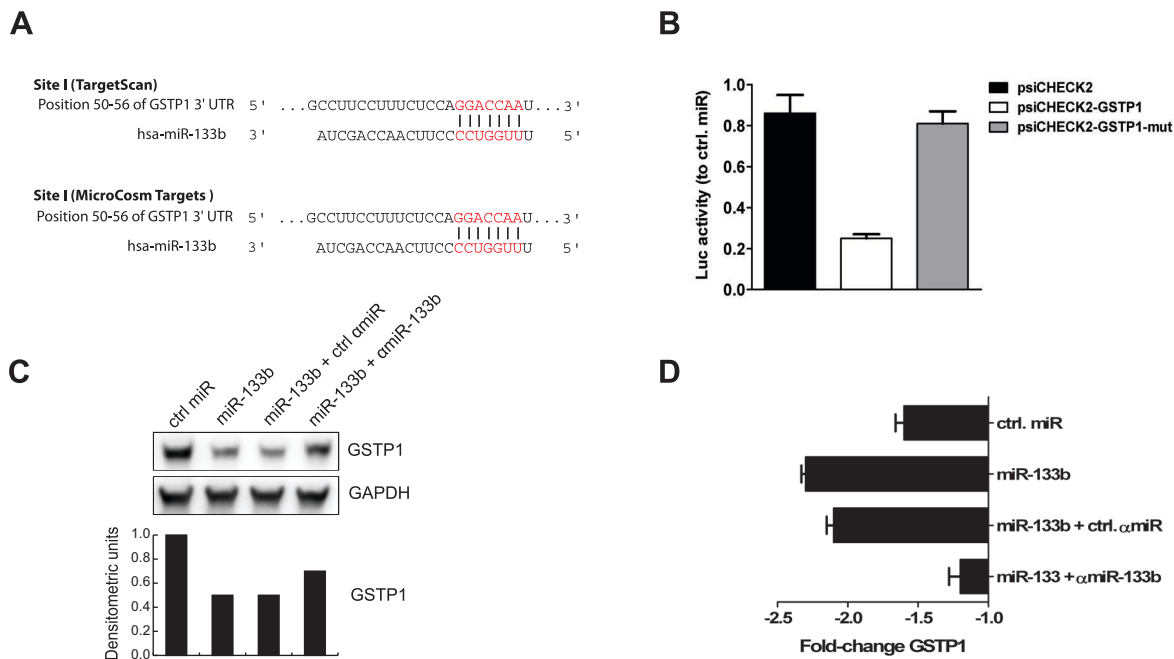 A
Site I (TargetScan)
Position 50-56 of GSTP1 3' UTR 5' ...GCCUUCCUUUCUCCAGGACCAAU...3'
hsa-miR-133b 3' AUCGACCAACUUCCCCUGGUUU 5'
Site I (MicroCosm Targets )
Position 50-56 of GSTP1 3' UTR 5' ...GCCUUCCUUUCUCCAGGACCAAU...3'
hsa-miR-133b 3' AUCGACCAACUUCCCCUGGUUU 5'
B
Luc activity (to ctrl. miR)
1.0
0.8
0.6
0.4
0.2
0.0
psiCHECK2
psiCHECK2-GSTP1
psiCHECK2-GSTP1-mut
C
ctrl miR
miR-133b
miR-133b + ctrl αmiR
miR-133b + αmiR-133b
GSTP1
GAPDH
Densitometric units
1.0
0.8
0.6
0.4
0.2
0.0
GSTP1
D
ctrl. miR
miR-133b
miR-133b + ctrl. αmiR
miR-133 + αmiR-133b
-2.5 -2.0 -1.5 -1.0
Fold-change GSTP1